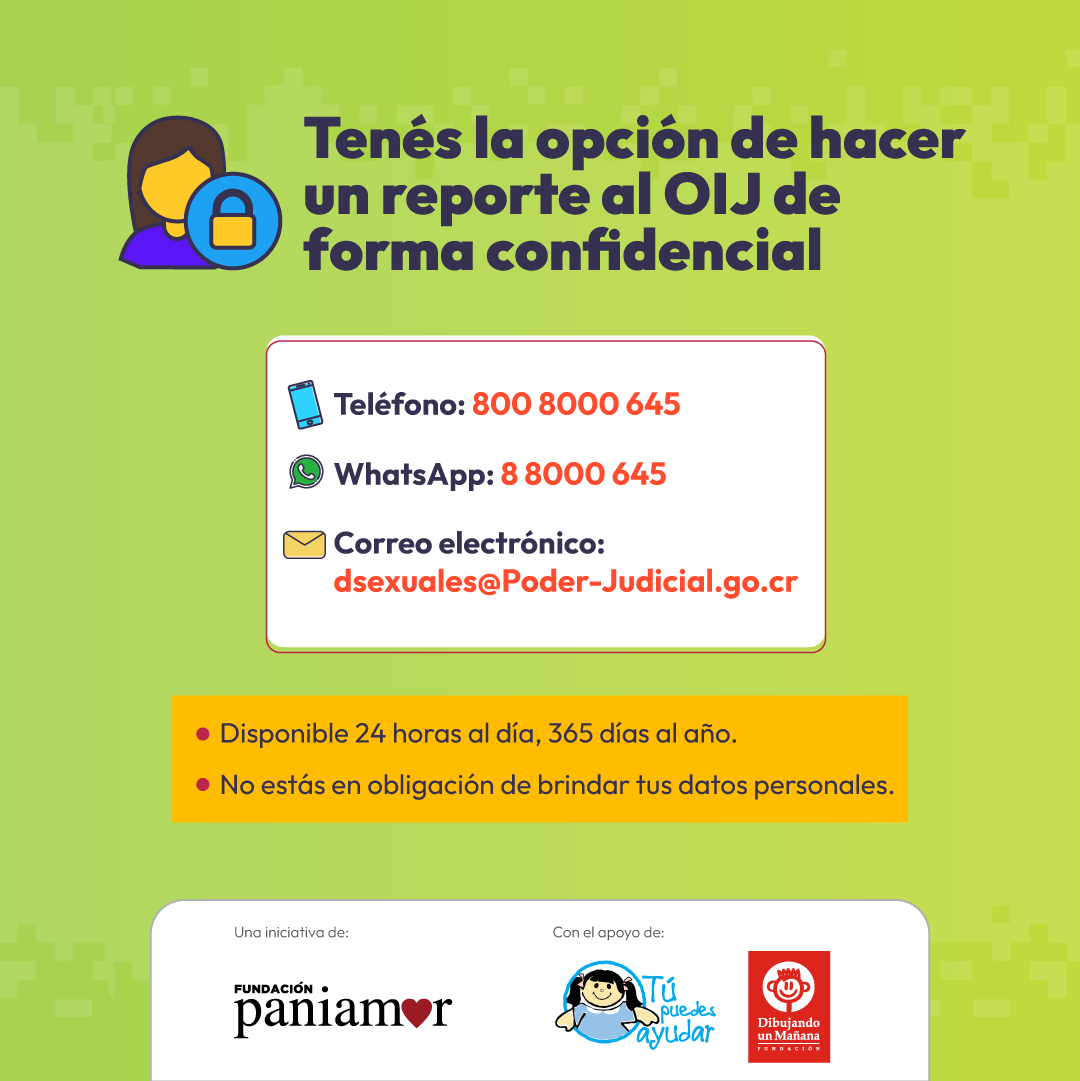 Tenés la opción de hacer
un reporte al OIJ de
forma confidencial
Teléfono: 800 8000 645
WhatsApp: 8 8000 645
Correo electrónico:
dsexuales@Poder-Judicial.go.cr
Disponible 24 horas al día, 365 días al año.
No estás en obligación de brindar tus datos personales.
Una iniciativa de:
FUNDACIÓN
paniamor
Con el apoyo de:
Tú
puedes
ayudar
Dibujando
un Mañana
FUNDACIÓN